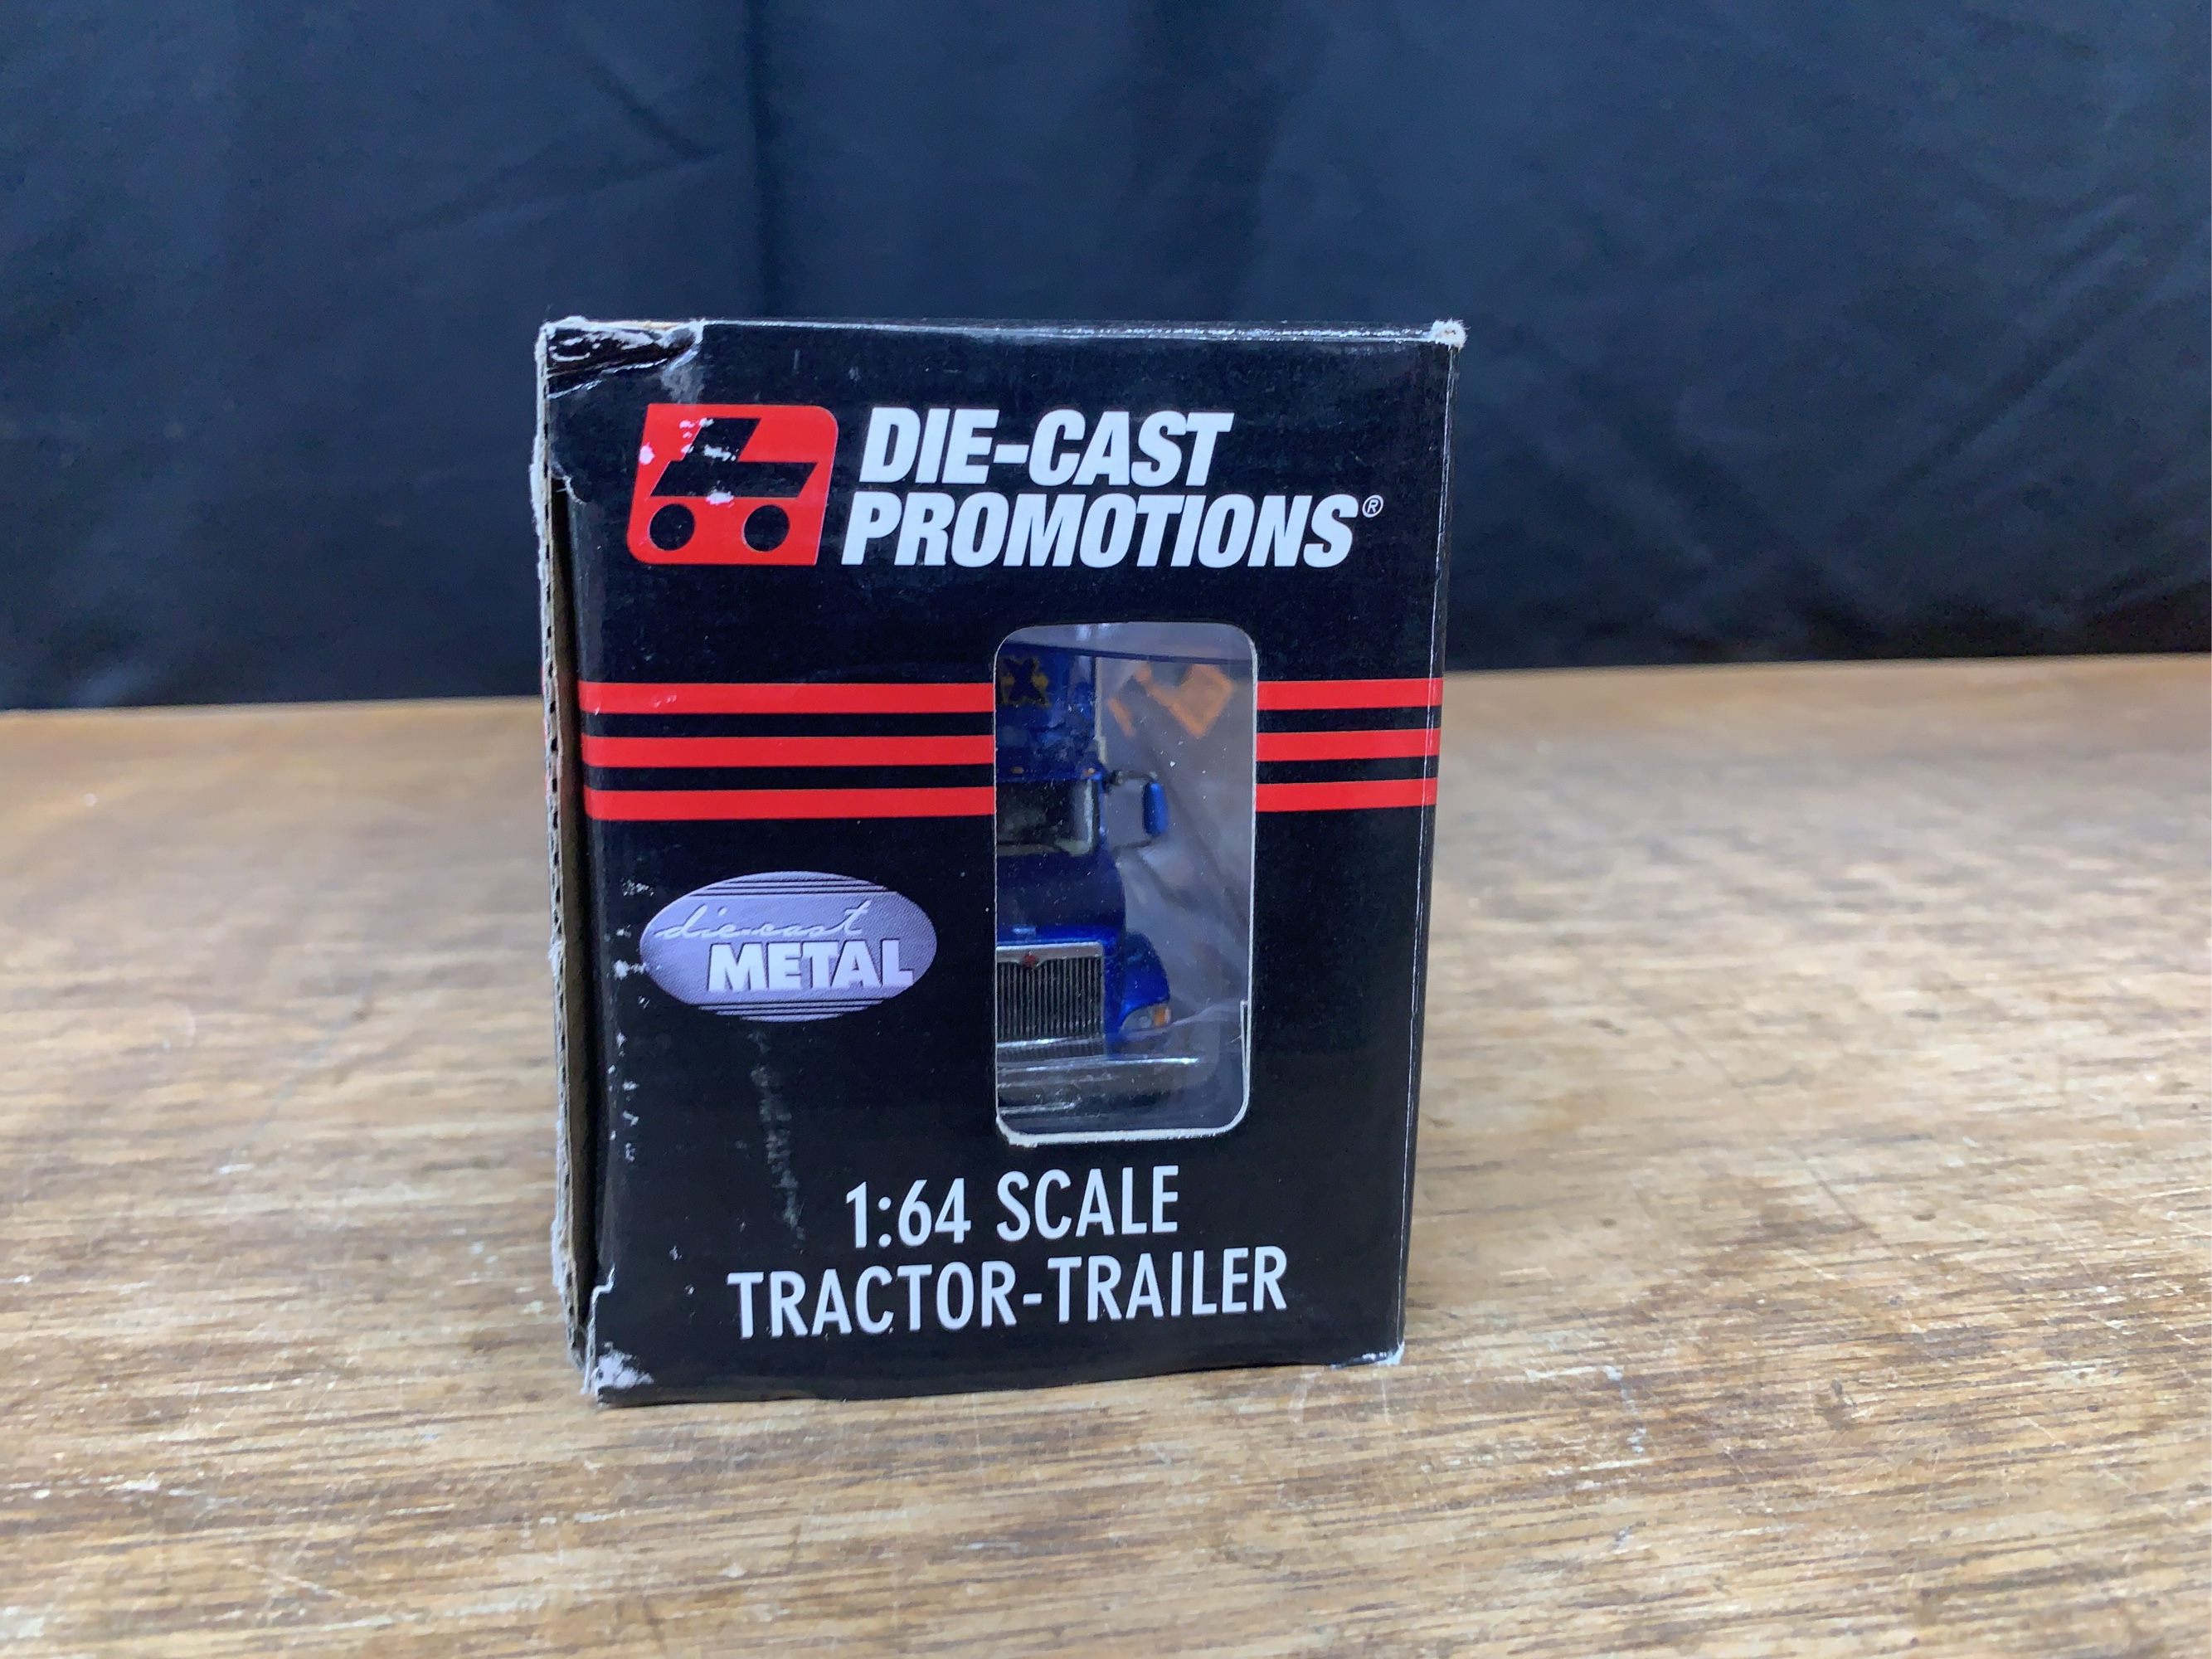 DIE-CAST
PROMOTIONS®
die-cast
METAL
1:64 SCALE
TRACTOR-TRAILER